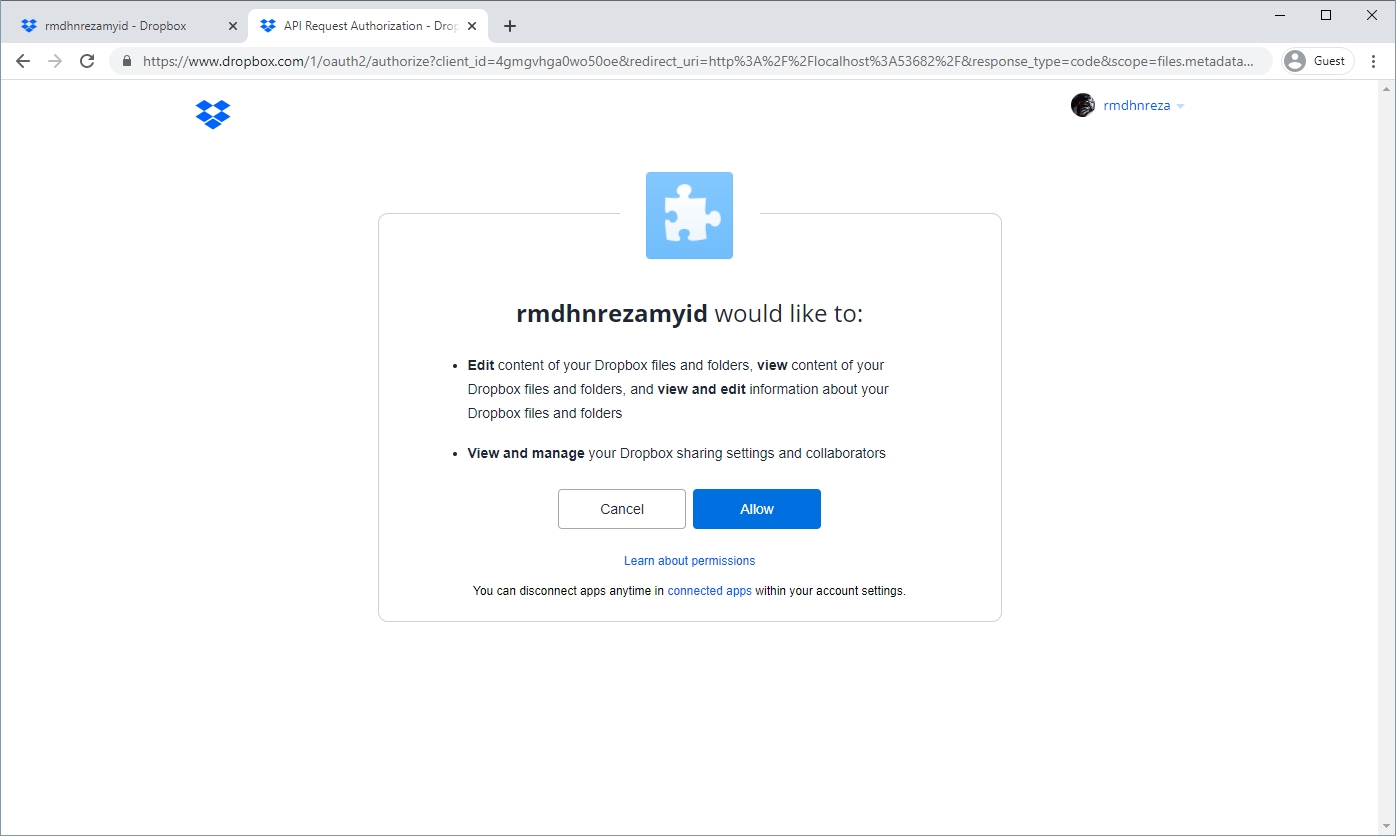 rmdhnrezamyid - Dropbox
API Request Authorization - Drop
https://www.dropbox.com/1/oauth2/authorize?client_id=4gmgvhga0wo50oe&redirect_uri=http%3A%2F%2Flocalhost%3A53682%2F&response_type=code&scope=files.metadata...
Guest
rmdhnreza
rmdhnrezamyid would like to:
• Edit content of your Dropbox files and folders, view content of your
Dropbox files and folders, and view and edit information about your
Dropbox files and folders
• View and manage your Dropbox sharing settings and collaborators
Cancel
Allow
Learn about permissions
You can disconnect apps anytime in connected apps within your account settings.